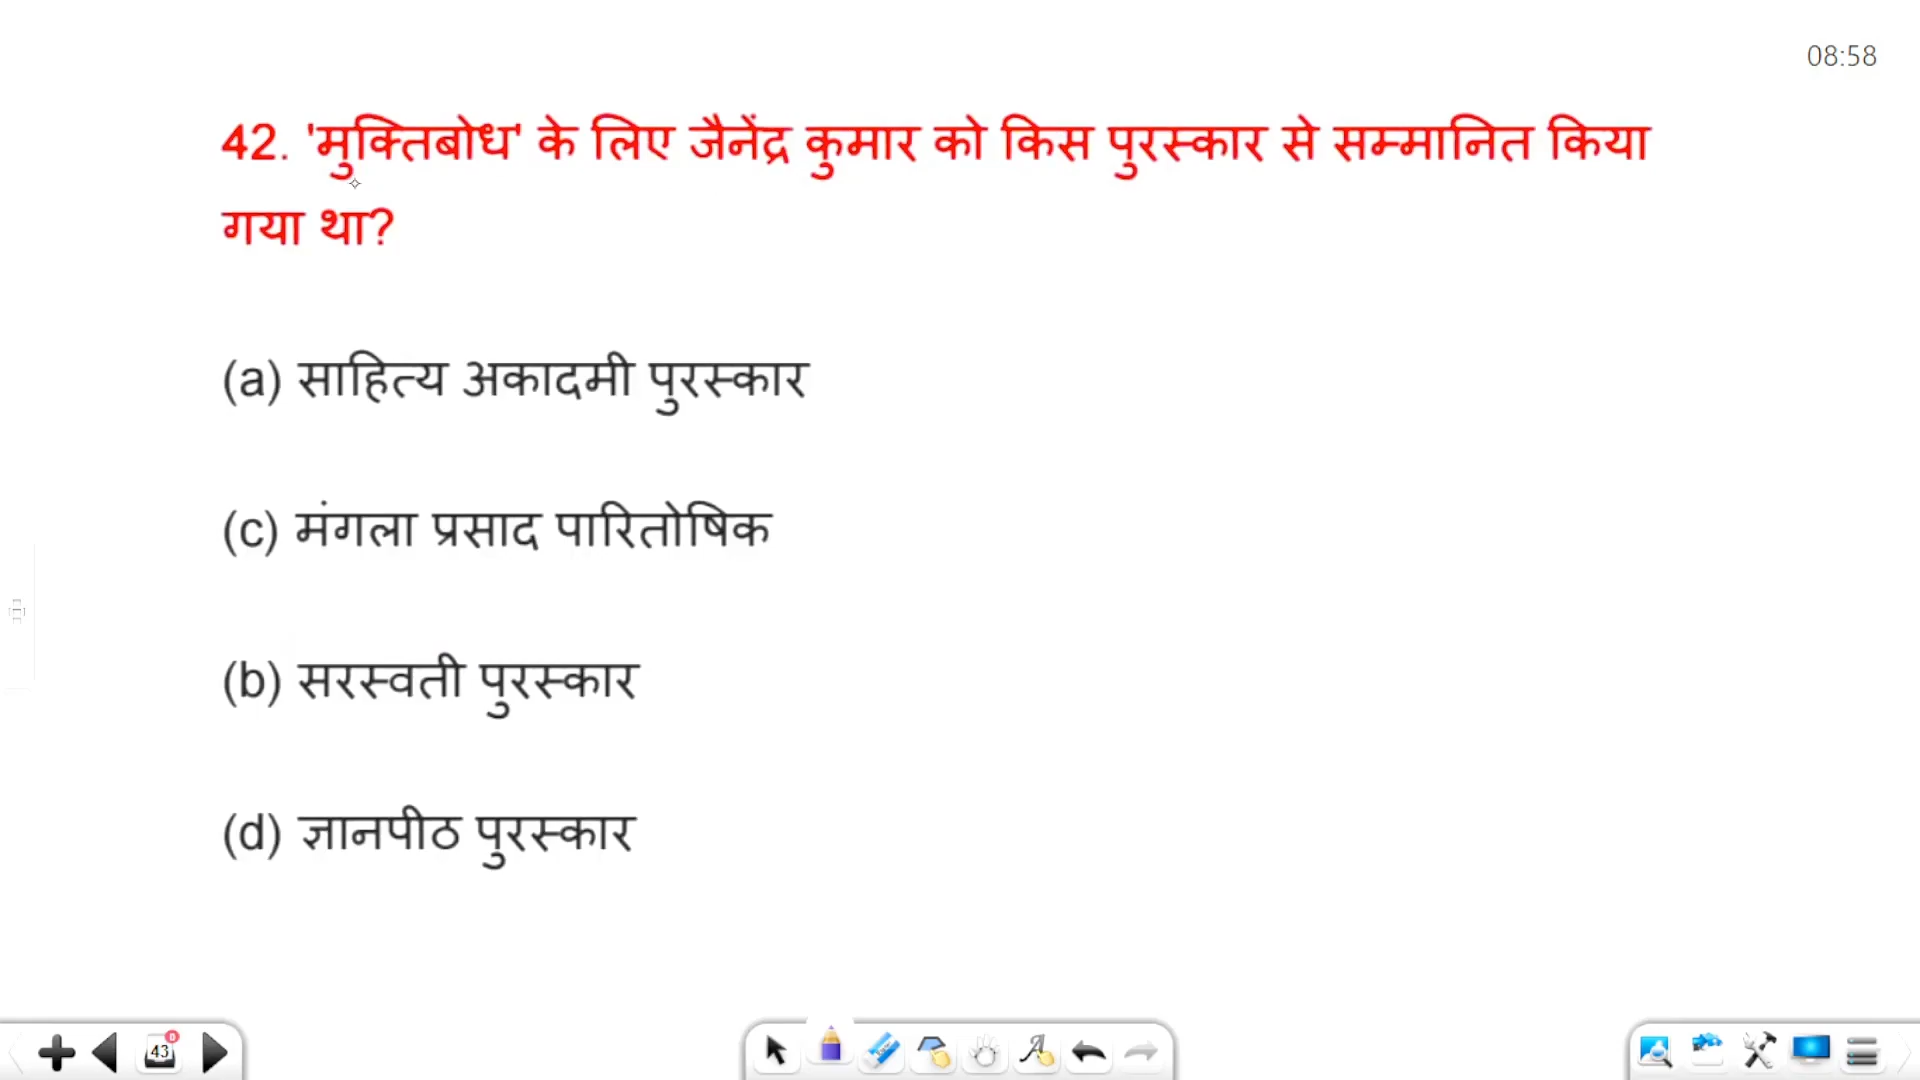 08:58
42. 'मुक्तिबोध' के लिए जैनेंद्र कुमार को किस पुरस्कार से सम्मानित किया
गया था?
(a) साहित्य अकादमी पुरस्कार
(c) मंगला प्रसाद पारितोषिक
(b) सरस्वती पुरस्कार
(d) ज्ञानपीठ पुरस्कार
43